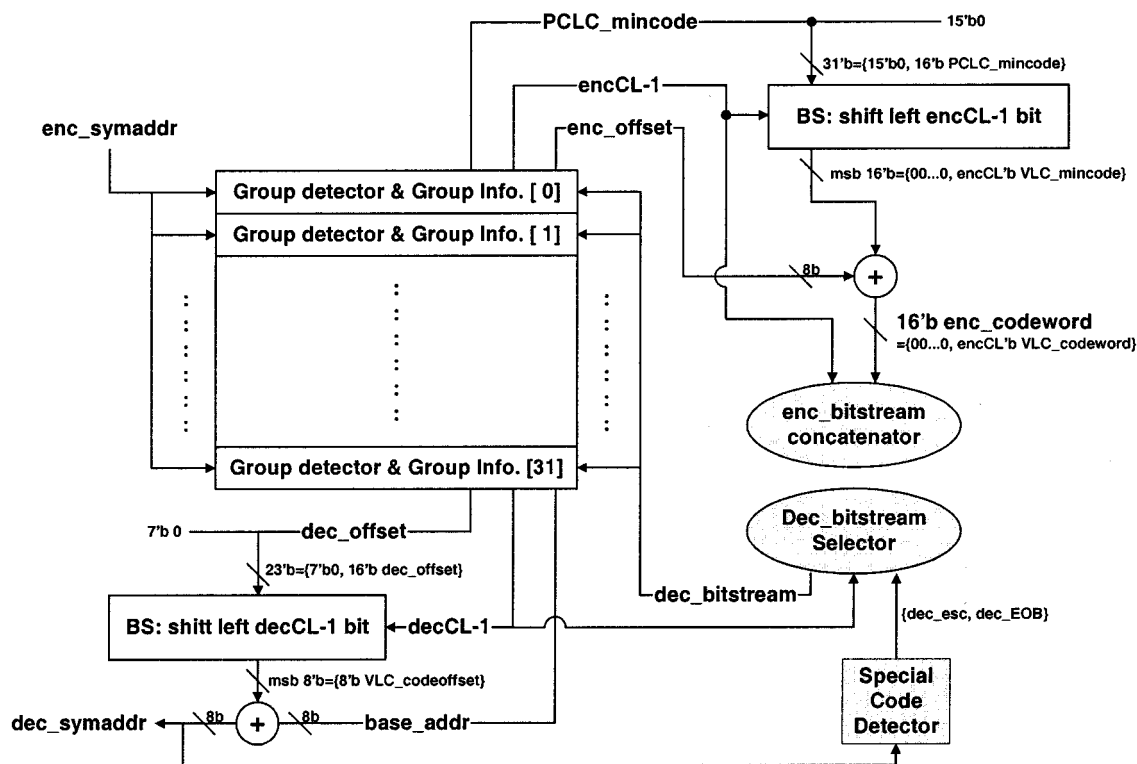 PCLC_mincode
15'b0
31'b={15'b0, 16'b PCLC_mincode}
encCL-1
BS: shift left encCL-1 bit
enc_symaddr
enc_offset
msb 16'b={00...0, encCL'b VLC_mincode}
Group detector & Group Info. [ 0]
Group detector & Group Info. [ 1]
8b
+
16'b enc_codeword
={00...0, encCL'b VLC_codeword}
enc_bitstream
concatenator
Group detector & Group Info. [31]
7'b 0
dec_offset
Dec_bitstream
Selector
23'b={7'b0, 16'b dec_offset}
dec_bitstream
{dec_esc, dec_EOB}
BS: shitt left decCL-1 bit
decCL-1
msb 8'b={8'b VLC_codeoffset}
Special
Code
Detector
dec_symaddr
8b
+
8b
base_addr